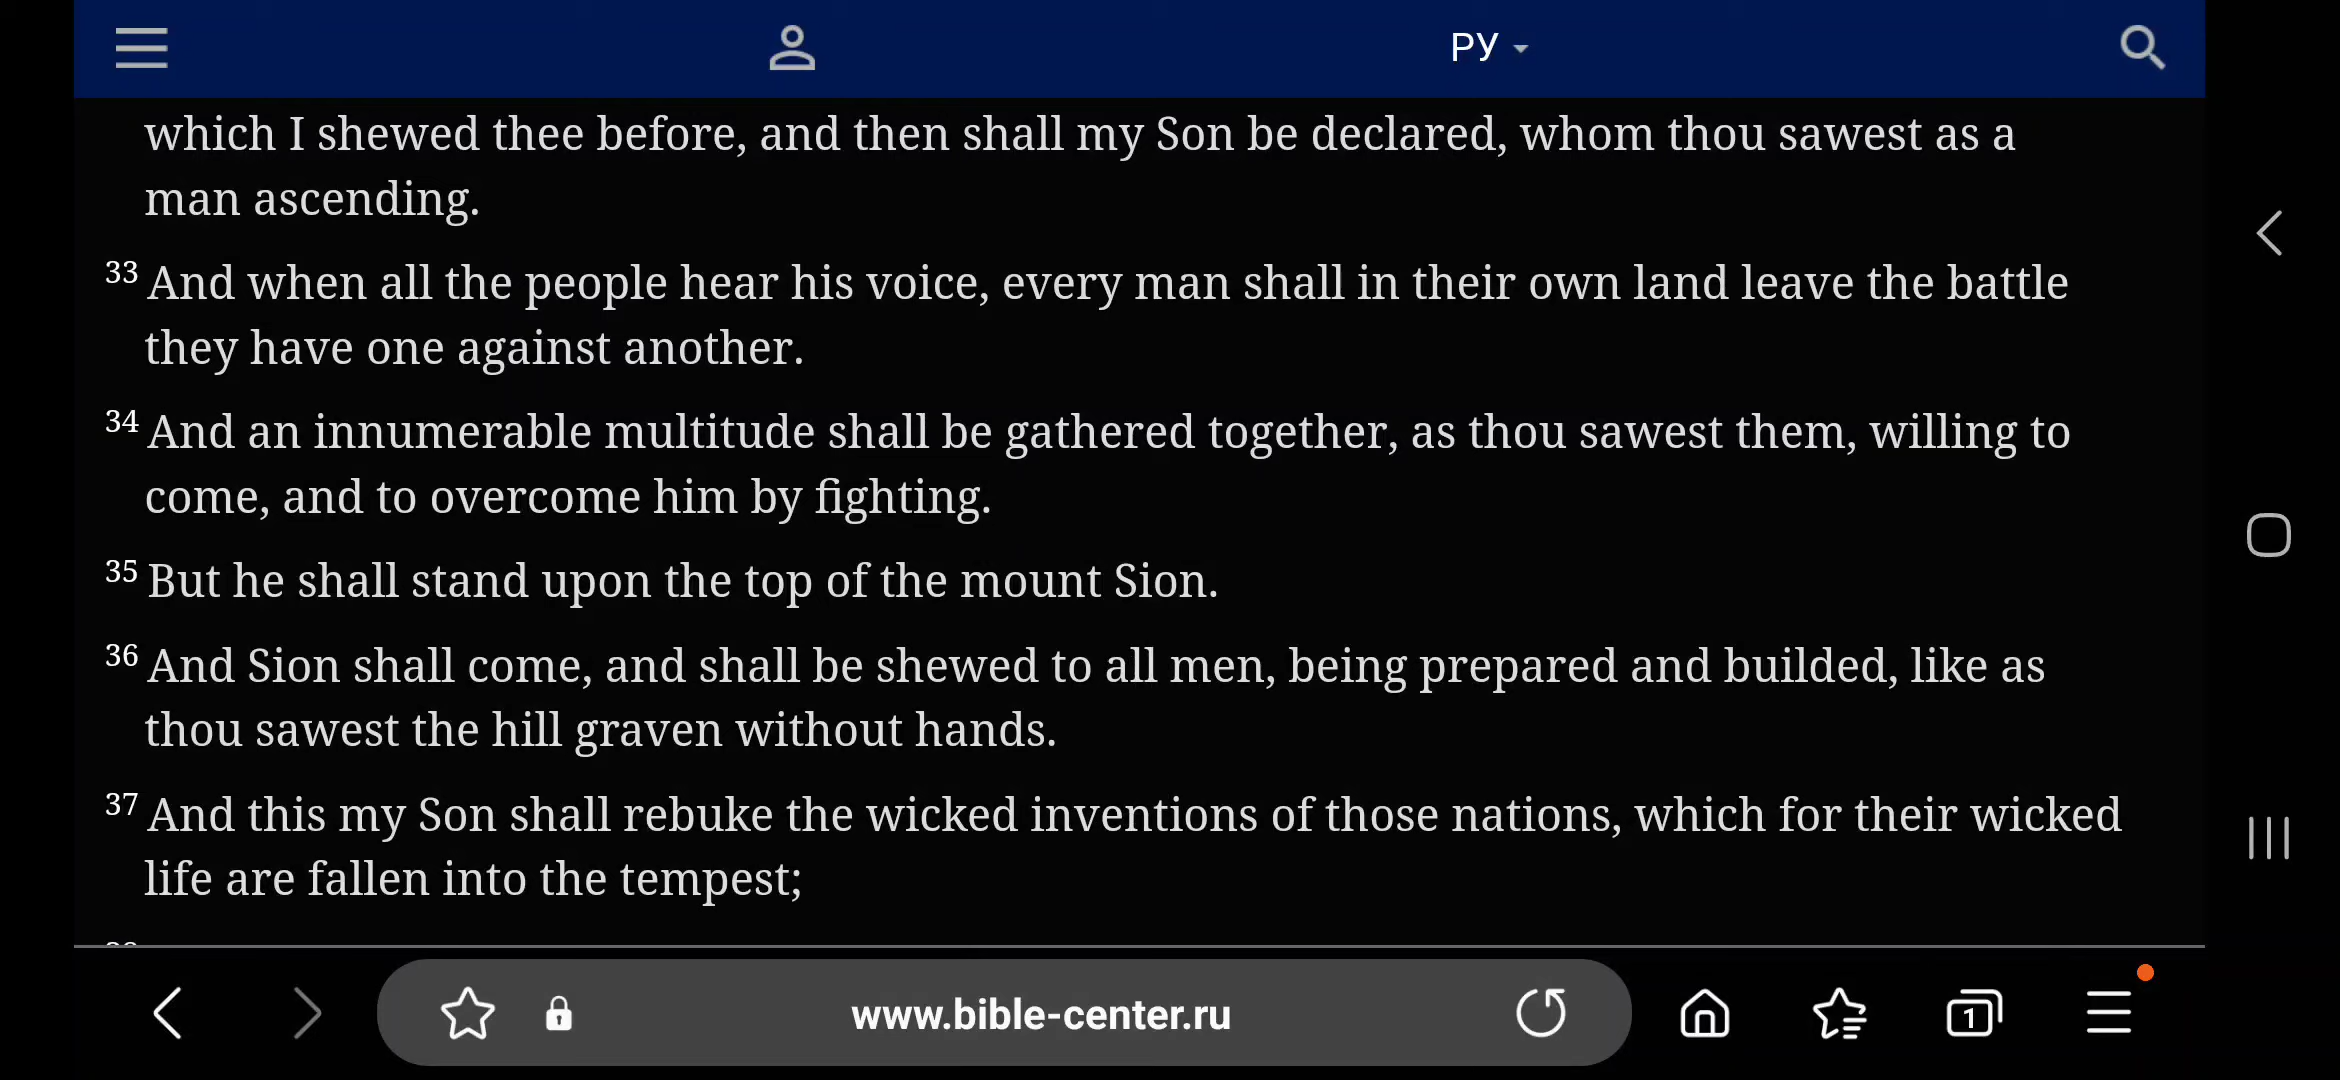 РУ
which I shewed thee before, and then shall my Son be declared, whom thou sawest as a
man ascending.
33 And when all the people hear his voice, every man shall in their own land leave the battle
they have one against another.
34 And an innumerable multitude shall be gathered together, as thou sawest them, willing to
come, and to overcome him by fighting.
35 But he shall stand upon the top of the mount Sion.
36 And Sion shall come, and shall be shewed to all men, being prepared and builded, like as
thou sawest the hill graven without hands.
37 And this my Son shall rebuke the wicked inventions of those nations, which for their wicked
life are fallen into the tempest;
www.bible-center.ru
1